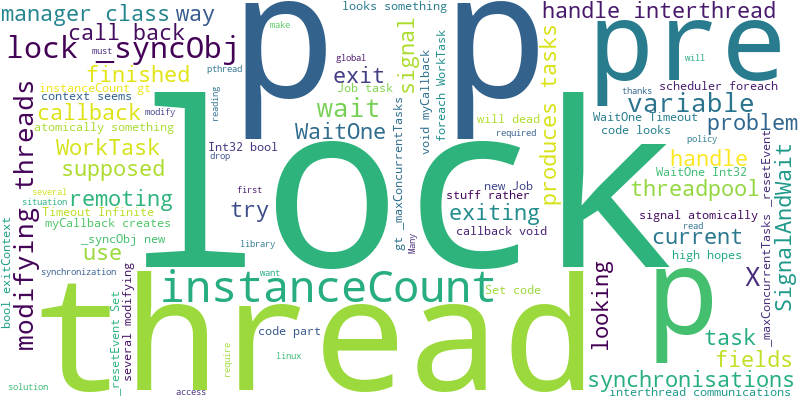 manager class
way
looks something
make
handle interthread
call back
p
p
pre
lock _syncObj
must
signal
global
finished
pthread
exit
tasks
will
instanceCount gt
Job task
scheduler foreach
context seems
reading
void myCallback
foreach WorkTask
thanks
variable
callback
modify
wait
will dead
WaitOne Timeout
problem
atomically something
WaitOne
required
code looks
WorkTask
Int32 bool
drop
produces
policy
handle
supposed
lock
gt _maxConcurrentTasks
WaitOne Int32
modifying threads
several
remoting
first
new Job
threadpool
situation
stuff rather
Timeout Infinite
try
exiting
signal atomically
myCallback creates
callback void
read
_syncObj new
use
library
Many
current
SignalAndWait
high hopes
_maxConcurrentTasks _resetEvent
bool exitContext
synchronization
want
X
thread
instanceCount
Set code
p
looking
several modifying
_resetEvent Set
code part
task
require
linux
fields
synchronisations
solution
access
interthread communications